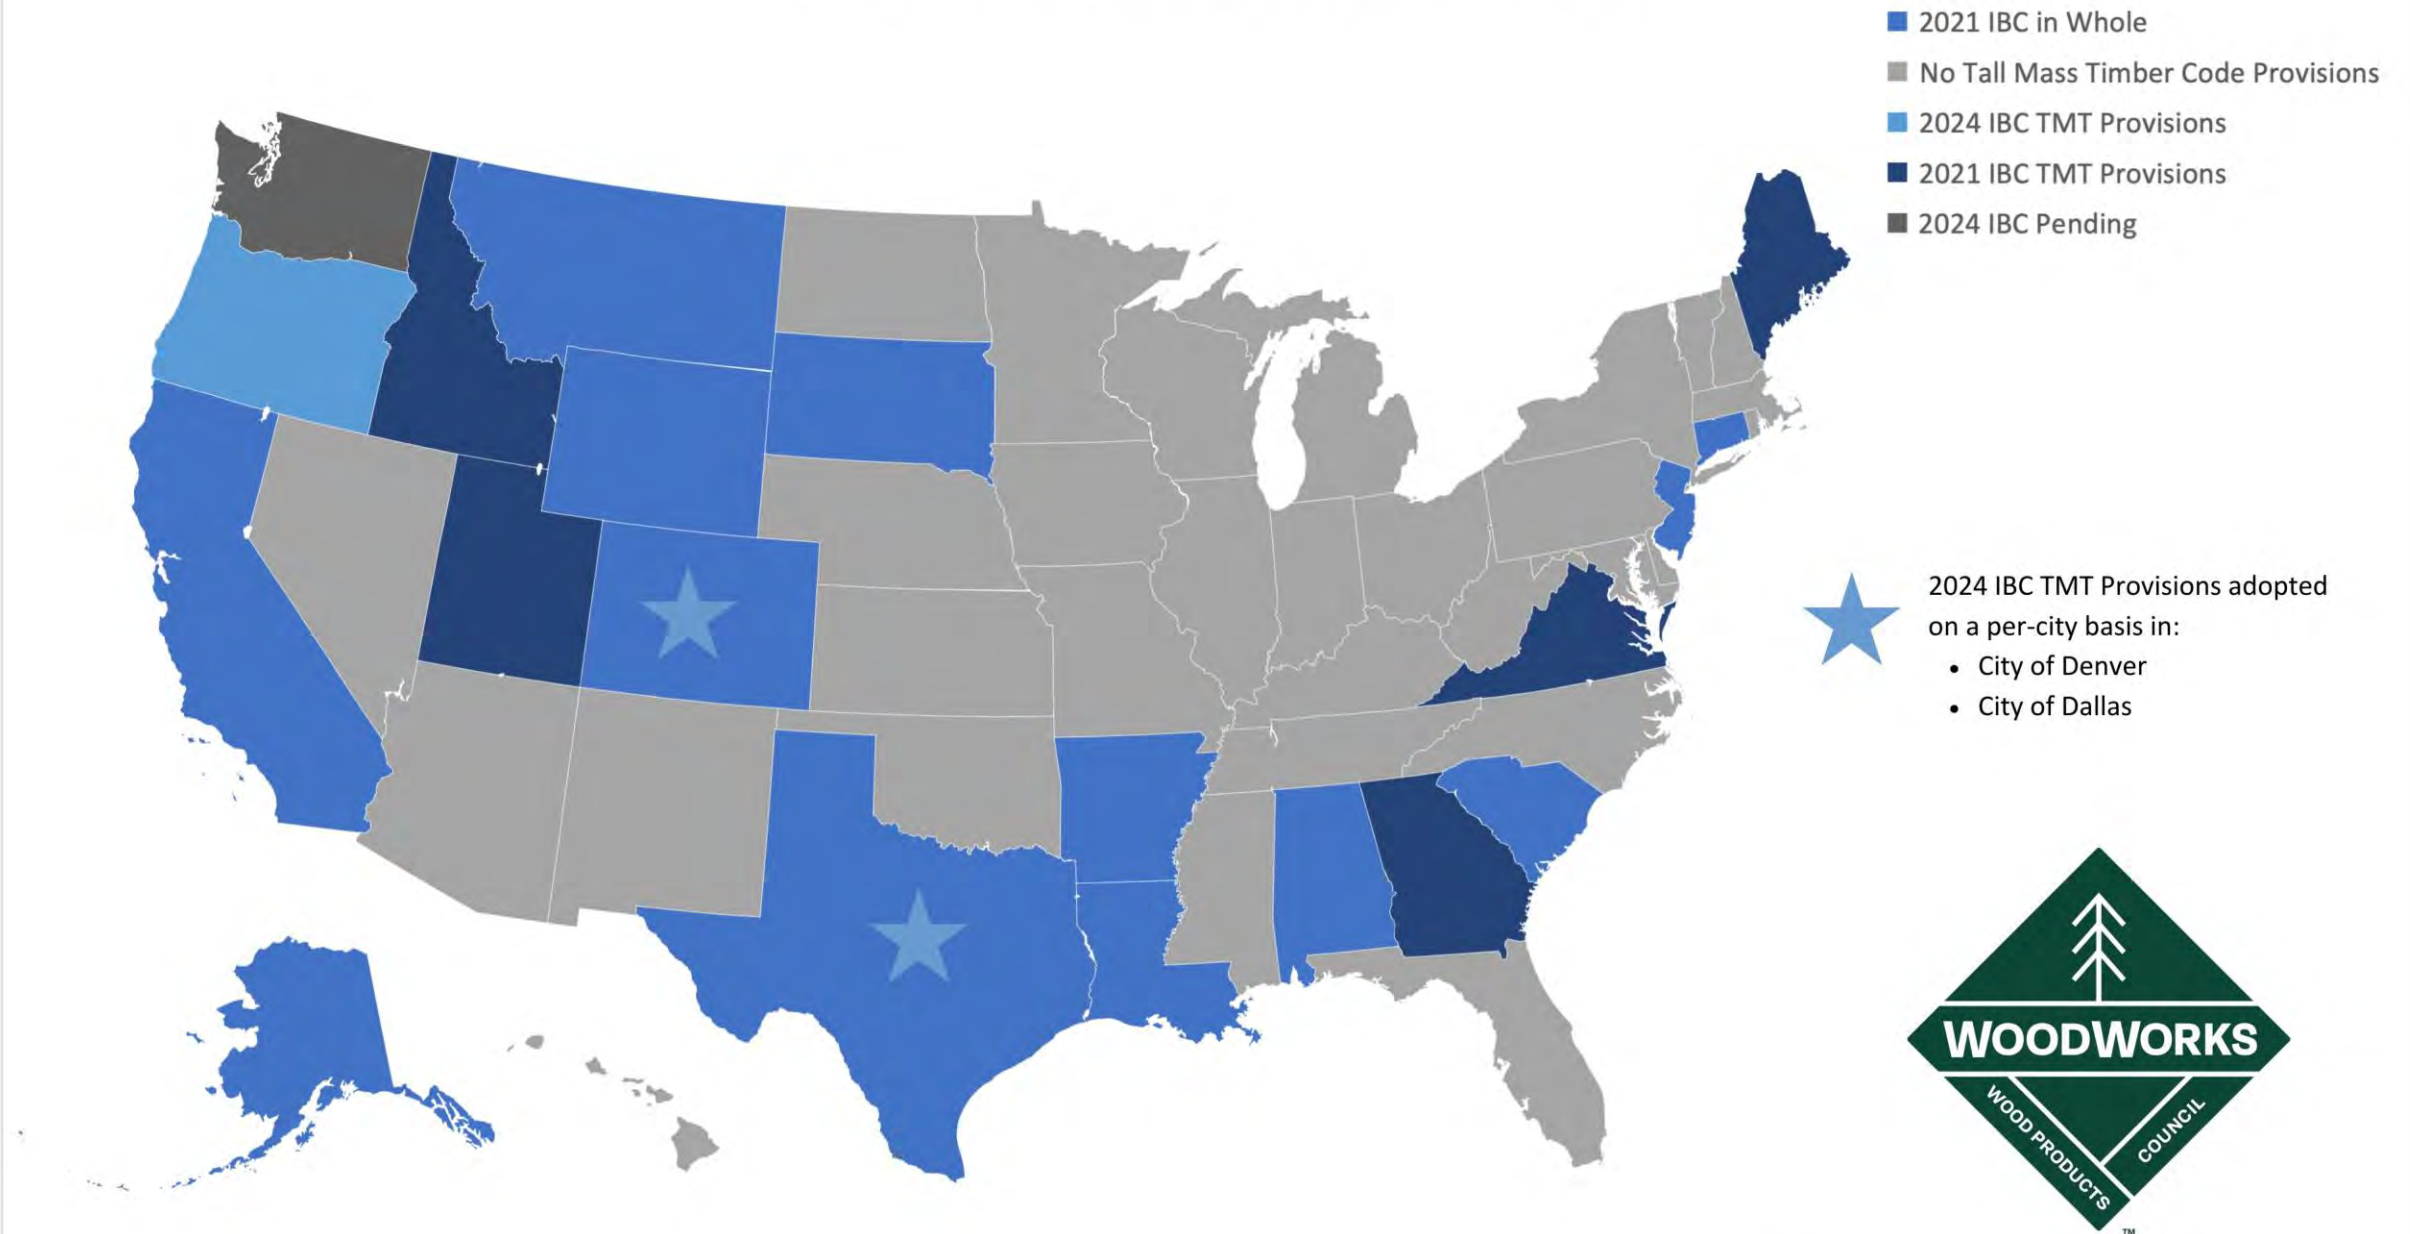 2021 IBC in Whole
No Tall Mass Timber Code Provisions
2024 IBC TMT Provisions
2021 IBC TMT Provisions
2024 IBC Pending
2024 IBC TMT Provisions adopted
on a per-city basis in:
• City of Denver
• City of Dallas
WOODWORKS
WOOD PRODUCTS
COUNCIL
TM